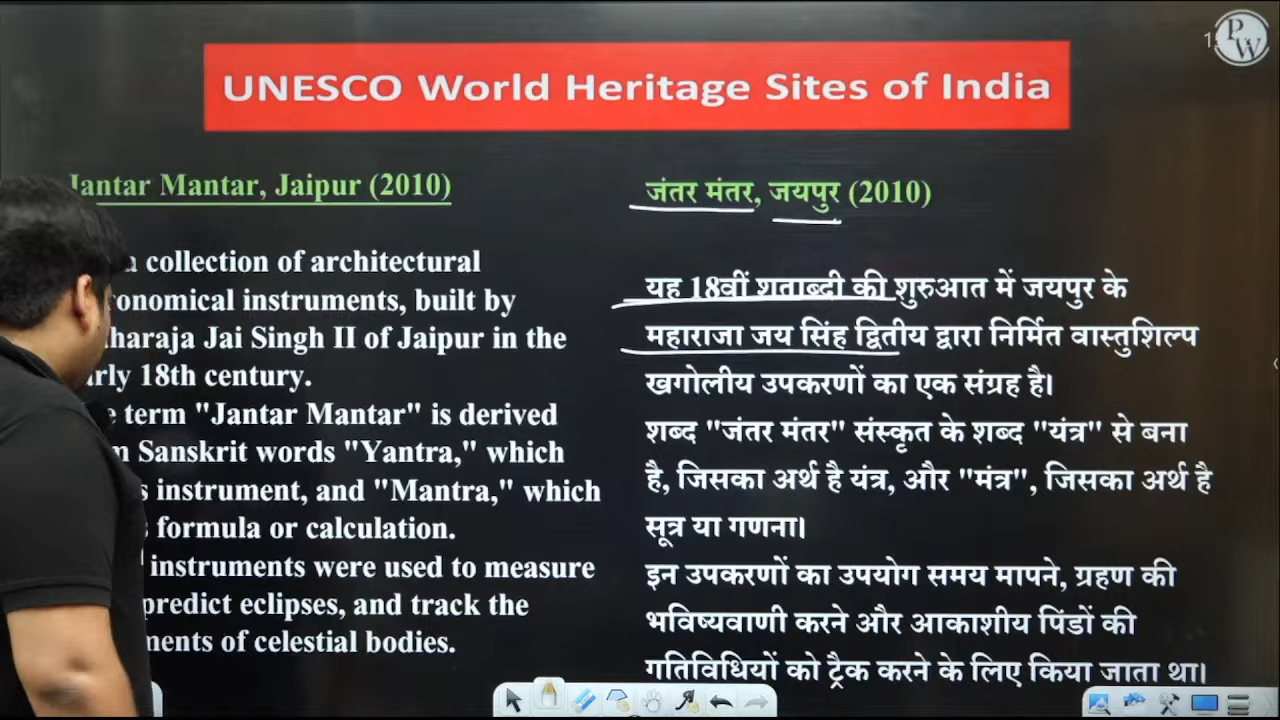 PW
UNESCO World Heritage Sites of India
Jantar Mantar, Jaipur (2010)
a collection of architectural
instruments, built by
Jai Singh II of Jaipur in the
18th century.
term "Jantar Mantar" is derived
Sanskrit words "Yantra," which
instrument, and "Mantra," which
formula or calculation.
instruments were used to measure
predict eclipses, and track the
of celestial bodies.
जंतर मंतर, जयपुर (2010)
यह 18वीं शताब्दी की शुरुआत में जयपुर के
महाराजा जय सिंह द्वितीय द्वारा निर्मित वास्तुशिल्प
खगोलीय उपकरणों का एक संग्रह है।
शब्द "जंतर मंतर" संस्कृत के शब्द "यंत्र" से बना
है, जिसका अर्थ है यंत्र, और "मंत्र", जिसका अर्थ है
सूत्र या गणना।
इन उपकरणों का उपयोग समय मापने, ग्रहण की
भविष्यवाणी करने और आकाशीय पिंडों की
गतिविधियों को ट्रैक करने के लिए किया जाता था।